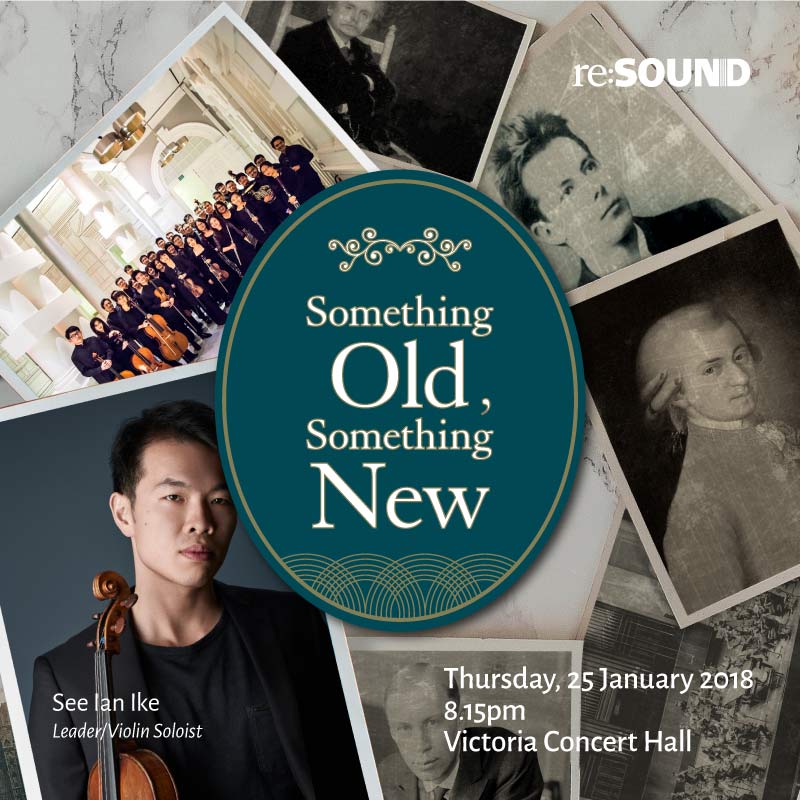 re:SOUND
Something
Old,
Something
New
See Ian Ike
Leader/Violin Soloist
Thursday, 25 January 2018
8.15pm
Victoria Concert Hall